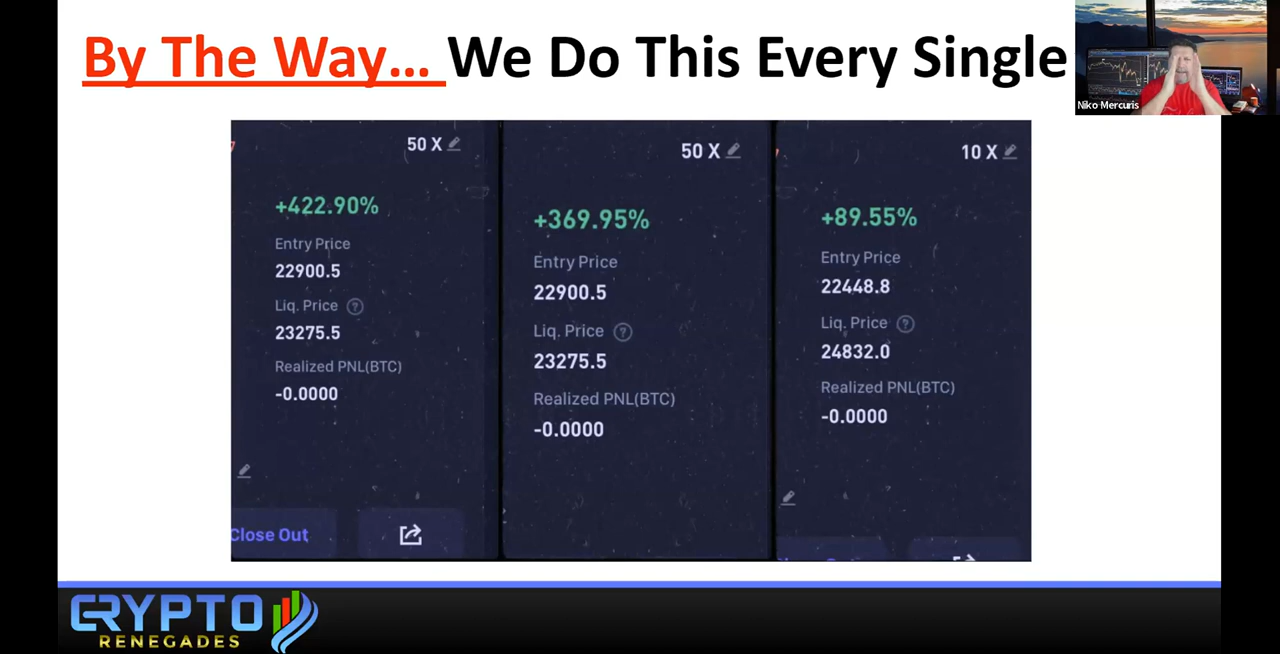 By The Way... We Do This Every Single
Niko Mercuris
50 X
+422.90%
Entry Price
22900.5
Liq. Price ?
23275.5
Realized PNL(BTC)
-0.0000
Close Out
50 X
+369.95%
Entry Price
22900.5
Liq. Price ?
23275.5
Realized PNL(BTC)
-0.0000
10 X
+89.55%
Entry Price
22448.8
Liq. Price ?
24832.0
Realized PNL(BTC)
-0.0000
CRYPTO
RENEGADES